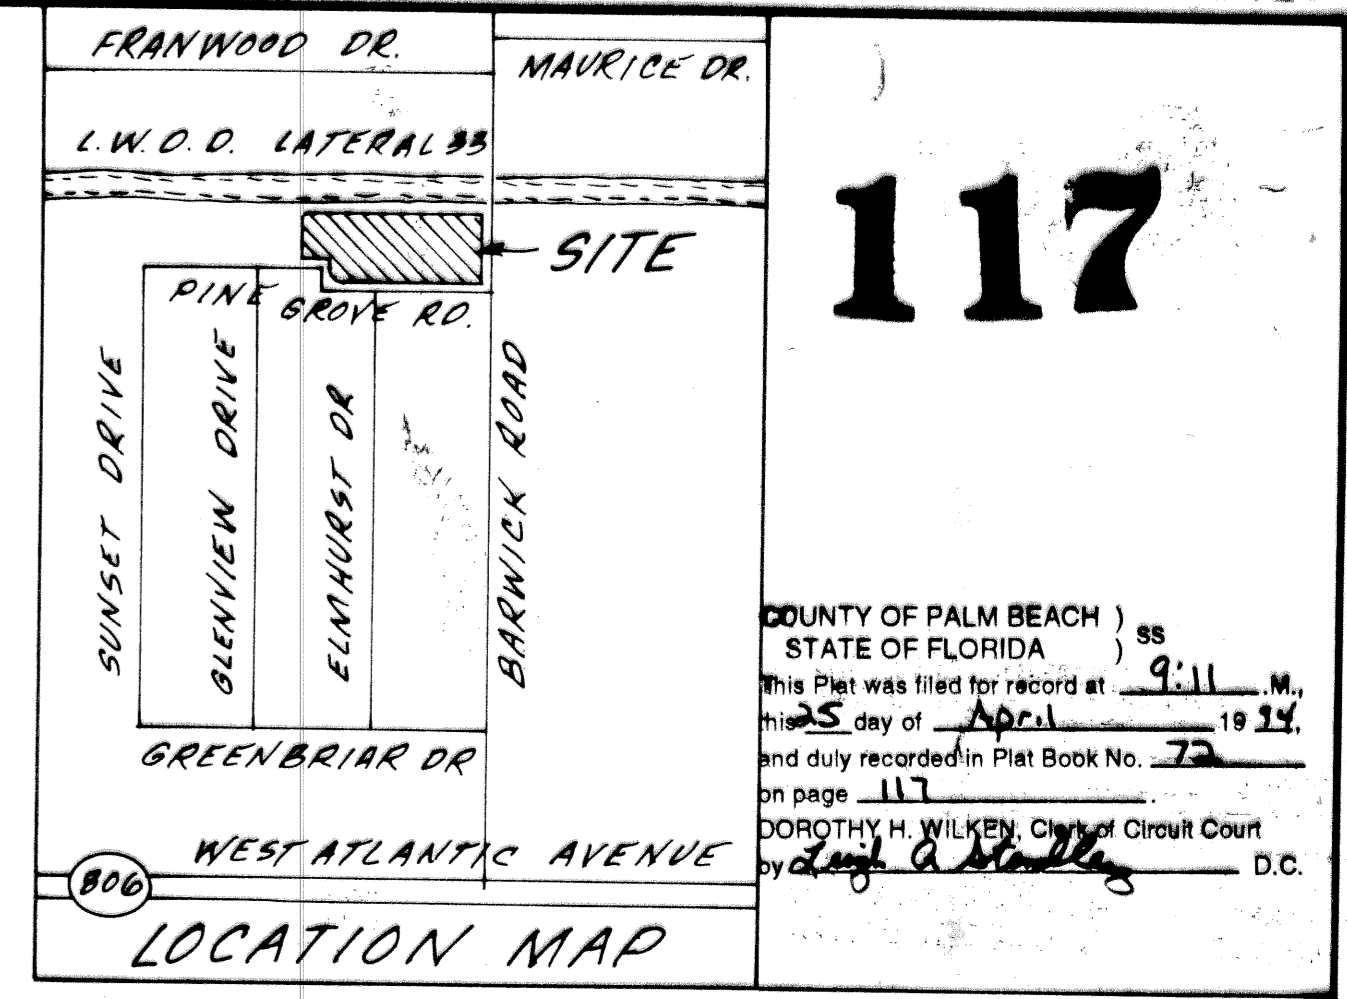 FRANWOOD DR.
MAURICE DR.
L.W.D.D. LATERAL 33
SITE
PINE GROVE RD.
SUNSET DRIVE
GLENVIEW DRIVE
ELMHURST DR
BARWICK ROAD
GREENBRIAR DR
WEST ATLANTIC AVENUE
806
LOCATION MAP
117
COUNTY OF PALM BEACH )
STATE OF FLORIDA ) SS
This Plat was filed for record at 9:11 .M.,
this 25 day of April 19 94,
and duly recorded in Plat Book No. 72
on page 117 .
DOROTHY H. WILKEN, Clerk of Circuit Court
by Leigh A D.C.